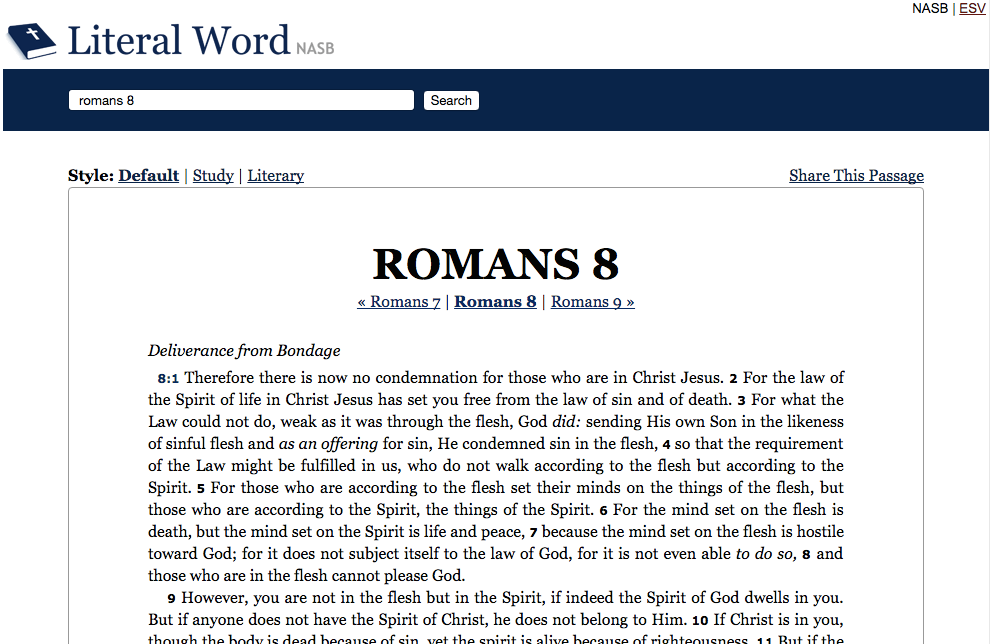 NASB | ESV
Literal Word NASB
romans 8 Search
Style: Default | Study | Literary Share This Passage
ROMANS 8
« Romans 7 | Romans 8 | Romans 9 »
Deliverance from Bondage
8:1 Therefore there is now no condemnation for those who are in Christ Jesus. 2 For the law of
the Spirit of life in Christ Jesus has set you free from the law of sin and of death. 3 For what the
Law could not do, weak as it was through the flesh, God did: sending His own Son in the likeness
of sinful flesh and as an offering for sin, He condemned sin in the flesh, 4 so that the requirement
of the Law might be fulfilled in us, who do not walk according to the flesh but according to the
Spirit. 5 For those who are according to the flesh set their minds on the things of the flesh, but
those who are according to the Spirit, the things of the Spirit. 6 For the mind set on the flesh is
death, but the mind set on the Spirit is life and peace, 7 because the mind set on the flesh is hostile
toward God; for it does not subject itself to the law of God, for it is not even able to do so, 8 and
those who are in the flesh cannot please God.
9 However, you are not in the flesh but in the Spirit, if indeed the Spirit of God dwells in you.
But if anyone does not have the Spirit of Christ, he does not belong to Him. 10 If Christ is in you,
though the body is dead because of sin, yet the spirit is alive because of righteousness. 11 But if the